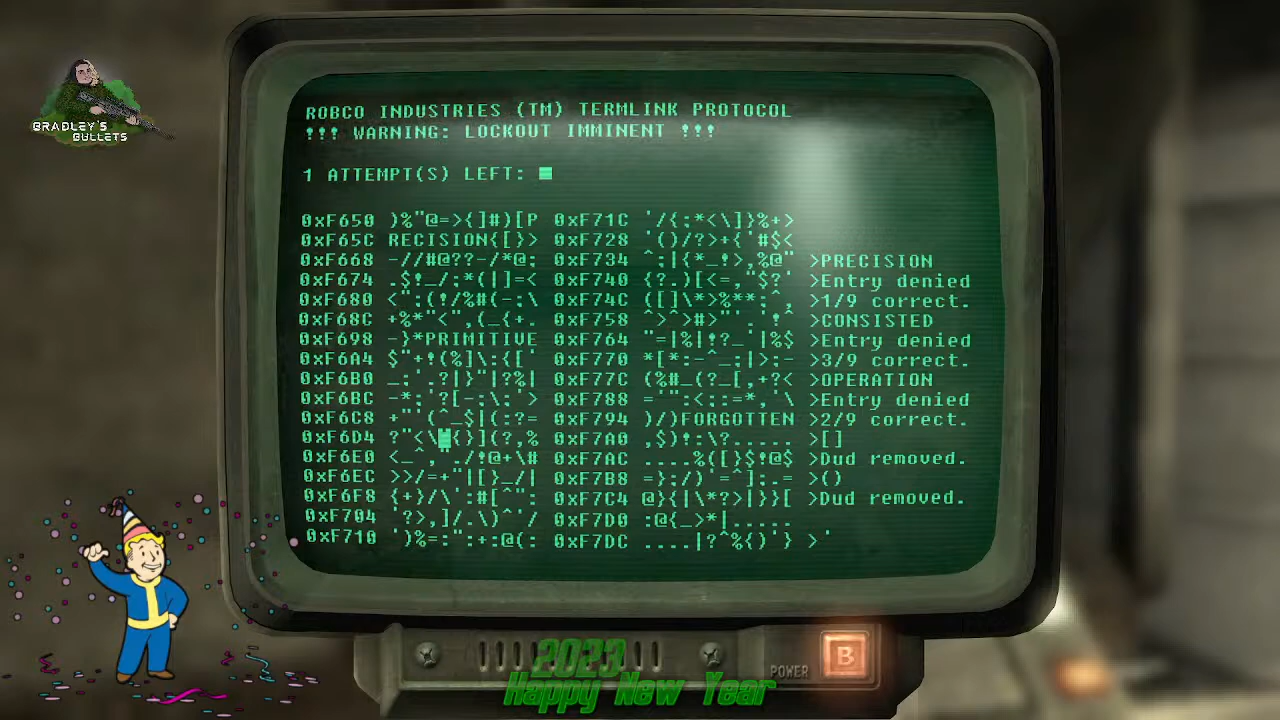 BRADLEY'S
BULLETS
ROBCO INDUSTRIES (TM) TERMLINK PROTOCOL
!!! WARNING: LOCKOUT IMMINENT !!!
1 ATTEMPT(S) LEFT:
0xF650 )%"@=>{]#)[P 0xF71C '/{;*<\]}%+>
0xF65C RECISION{[}> 0xF728 '()/?>+{'#$<
0xF668 -//#@??-/*@; 0xF734 ^;|{*_!>,%@" >PRECISION
0xF674 .$!_/;*(|]=< 0xF740 {?.)[<=,"$?' >Entry denied
0xF680 <";(!/%#(-;\ 0xF74C ([]\*>%**;^, >1/9 correct.
0xF68C +%*"<",(_{+. 0xF758 ^>^>#>"'.'!^ >CONSISTED
0xF698 -}*PRIMITIVE 0xF764 "=|%|!?_'|%$ >Entry denied
0xF6A4 $"+!(%]\:{[' 0xF770 *[*:-^_;|>;- >3/9 correct.
0xF6B0 _;'.?|}"|?%| 0xF77C (%#_(?_[,+?< >OPERATION
0xF6BC -*:'?[-:\:'> 0xF788 ='":<::=*,'\ >Entry denied
0xF6C8 +"'(^_$|(:?= 0xF794 )/)FORGOTTEN >2/9 correct.
0xF6D4 ?"<\ {}](?,% 0xF7A0 ,$)!:\?..... >[]
0xF6E0 <_^,"./!@+\# 0xF7AC ....%([}$!@$ >Dud removed.
0xF6EC >>/=+"|[}_/| 0xF7B8 =};/)'=^];.\ >()
0xF6F8 {+}/\':#[^": 0xF7C4 @}{|\*?>|}}[ >Dud removed.
0xF704 '?>,]/.\)^'/ 0xF7D0 :@{_>*|.....
0xF710 ')%=:":+:@(: 0xF7DC ....|?^%{)'} >'
POWER
B
2023
Happy New Year